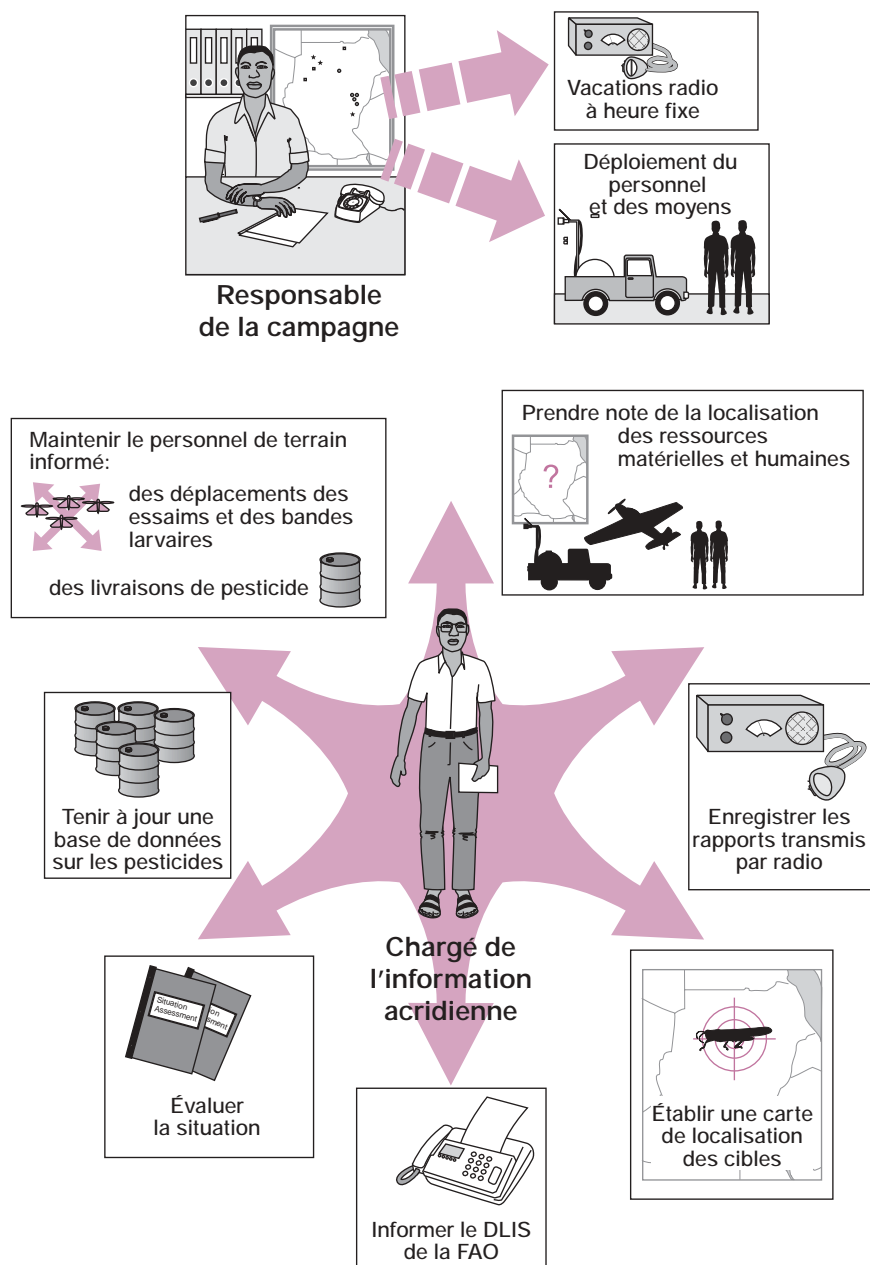 Vacations radio
à heure fixe
Déploiement du
personnel
et des moyens
Responsable
de la campagne
Maintenir le personnel de terrain
informé:
des déplacements des
essaims et des bandes
larvaires
des livraisons de pesticide
Prendre note de la localisation
des ressources
matérielles et humaines
?
Tenir à jour une
base de données
sur les pesticides
Enregistrer les
rapports transmis
par radio
Chargé de
l'information
acridienne
Situation
Assessment
Évaluer
la situation
Informer le DLIS
de la FAO
Établir une carte
de localisation
des cibles